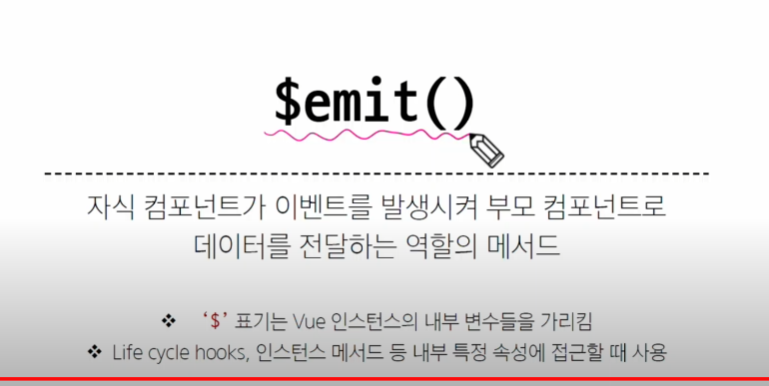 $emit()
자식 컴포넌트가 이벤트를 발생시켜 부모 컴포넌트로
데이터를 전달하는 역할의 메서드
❖ ‘$’ 표기는 Vue 인스턴스의 내부 변수들을 가리킴
❖ Life cycle hooks, 인스턴스 메서드 등 내부 특정 속성에 접근할 때 사용